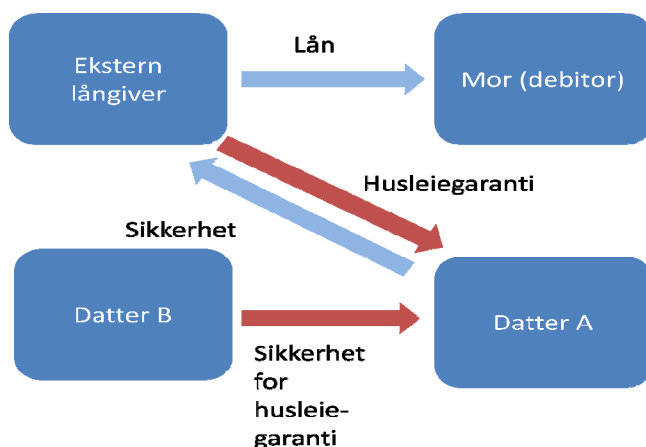 Lån
Ekstern
långiver
Mor (debitor)
Husleiegaranti
Sikkerhet
Datter B
Datter A
Sikkerhet
for
husleie-
garanti